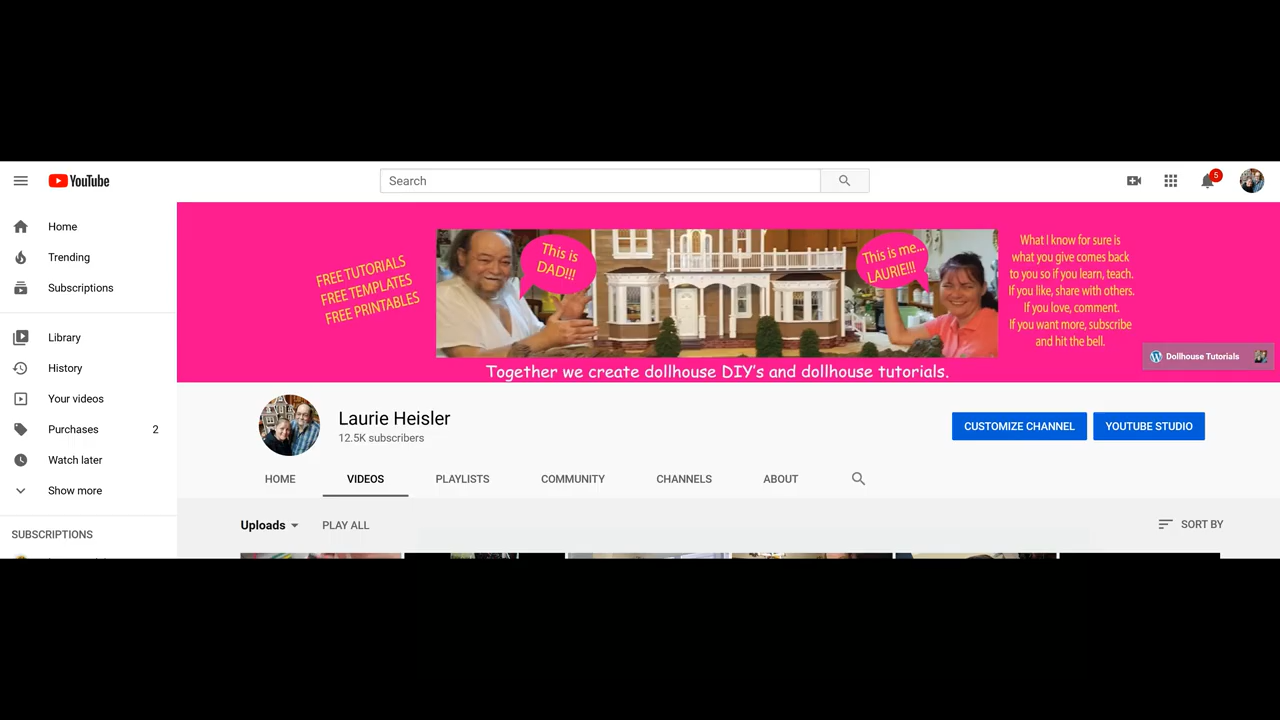 YouTube
Search
5
Home
Trending
Subscriptions
Library
History
Your videos
Purchases 2
Watch later
Show more
SUBSCRIPTIONS
FREE TUTORIALS
FREE TEMPLATES
FREE PRINTABLES
This is
DAD!!!
This is me...
LAURIE!!!
What I know for sure is
what you give comes back
to you so if you learn, teach.
If you like, share with others.
If you love, comment.
If you want more, subscribe
and hit the bell.
Together we create dollhouse DIY's and dollhouse tutorials.
Dollhouse Tutorials
Laurie Heisler
12.5K subscribers
CUSTOMIZE CHANNEL
YOUTUBE STUDIO
HOME VIDEOS PLAYLISTS COMMUNITY CHANNELS ABOUT
Uploads PLAY ALL SORT BY